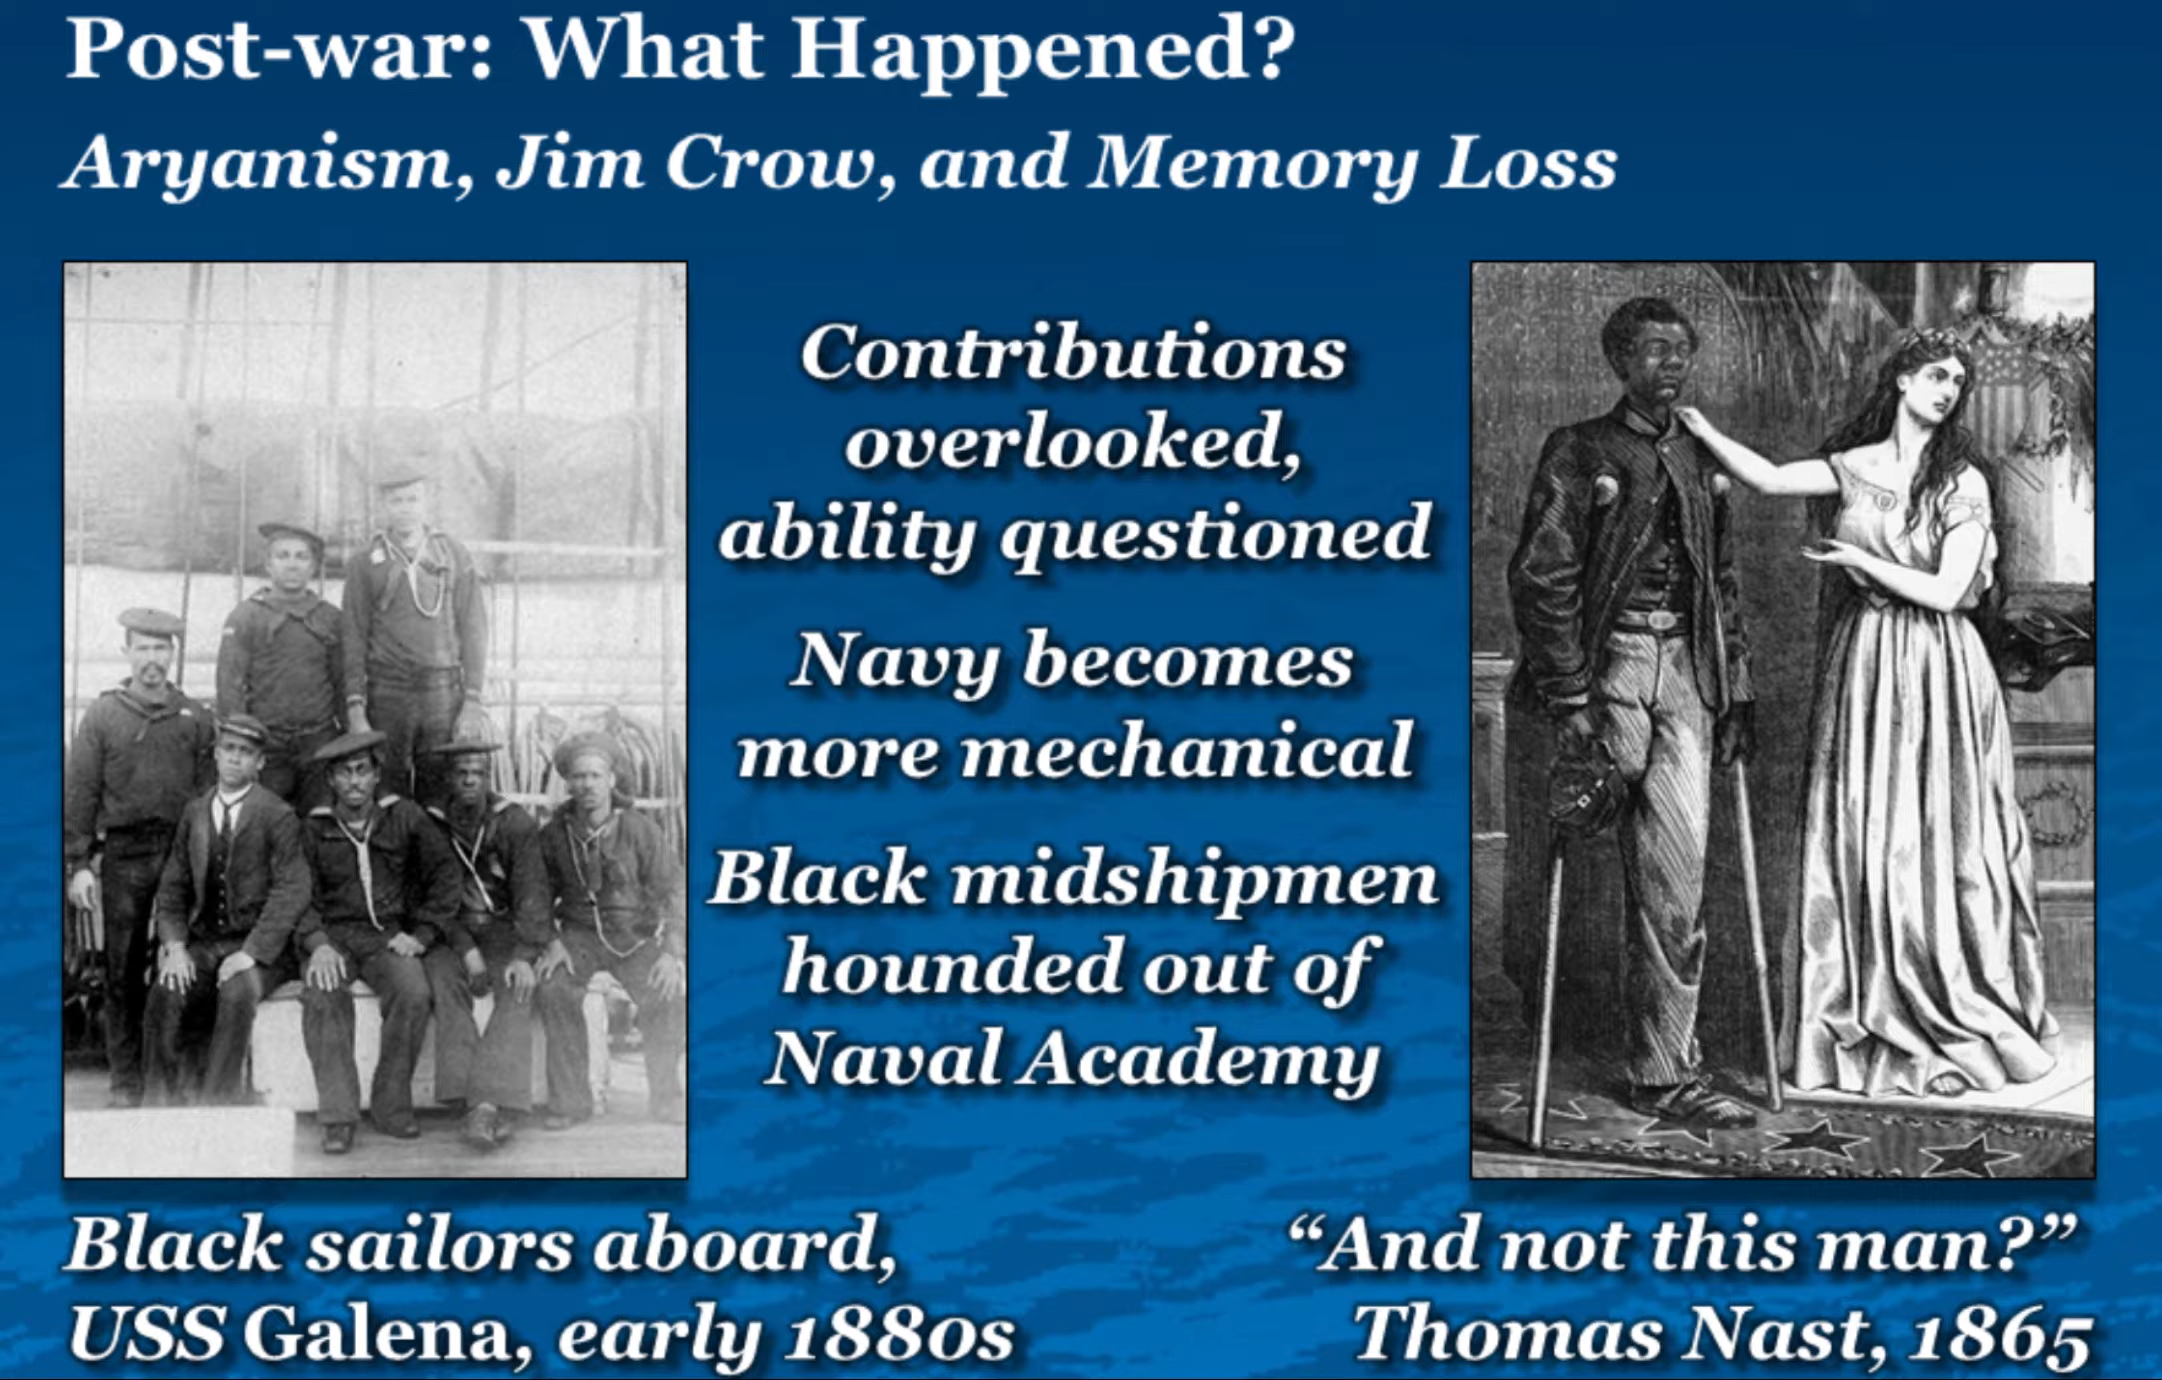 Post-war: What Happened?
Aryanism, Jim Crow, and Memory Loss
Contributions
overlooked,
ability questioned
Navy becomes
more mechanical
Black midshipmen
hounded out of
Naval Academy
Black sailors aboard,
USS Galena, early 1880s
“And not this man?”
Thomas Nast, 1865